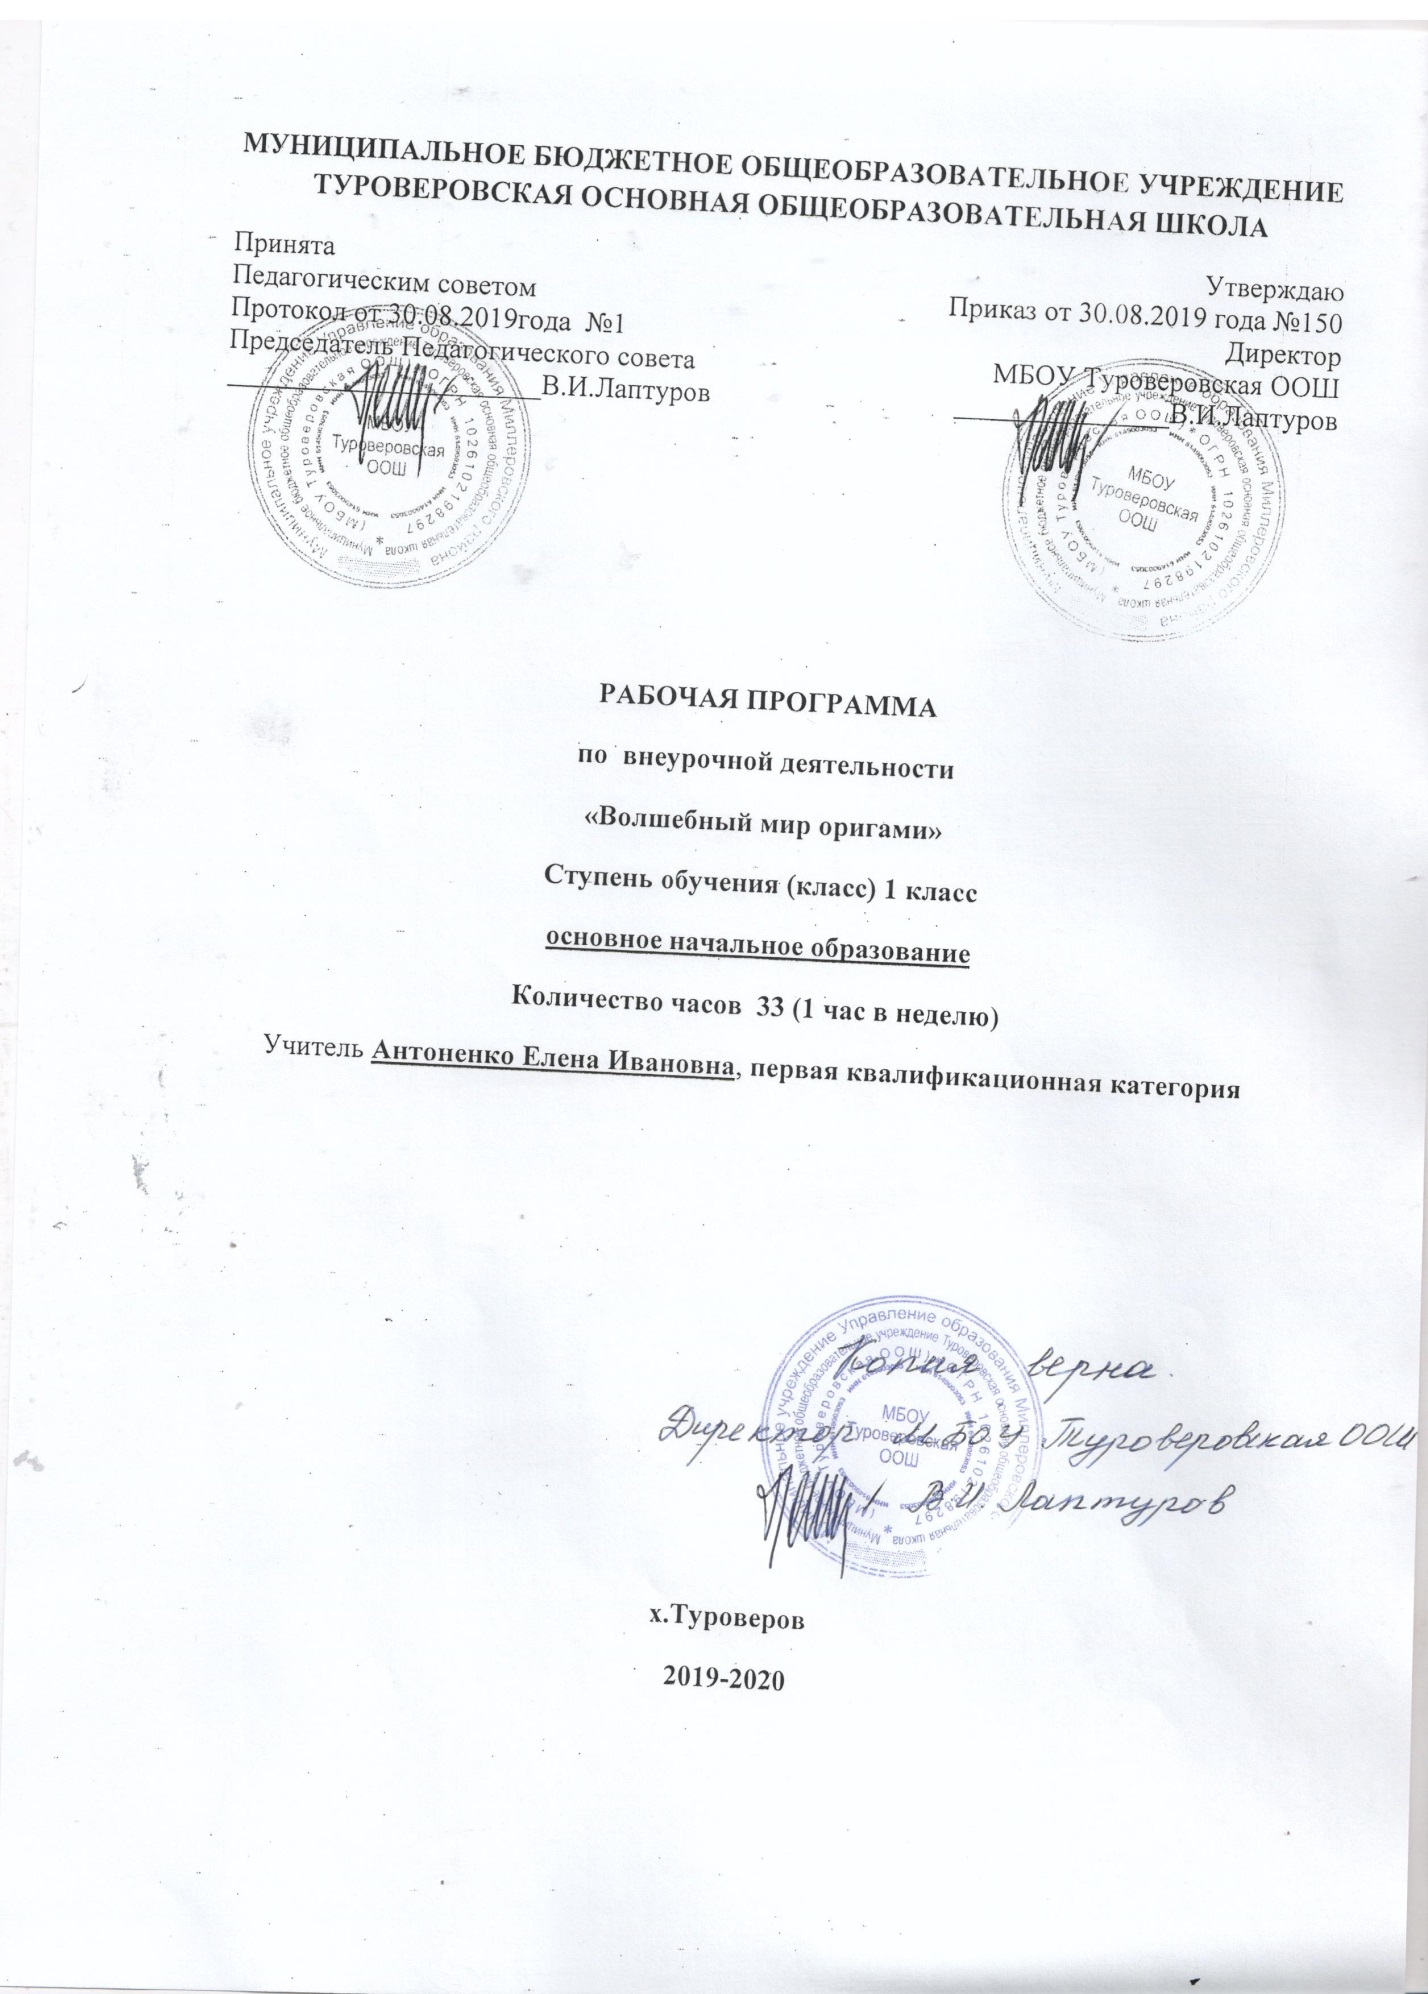 МУНИЦИПАЛЬНОЕ БЮДЖЕТНОЕ ОБЩЕОБРАЗОВАТЕЛЬНОЕ УЧРЕЖДЕНИЕ
ТУРОВЕРОВСКАЯ ОСНОВНАЯ ОБЩЕОБРАЗОВАТЕЛЬНАЯ ШКОЛА
Принята
Педагогическим советом
Протокол от 30.08.2019года №1
Председатель Педагогического совета
В.И.Лаптуров
Утверждаю
Приказ от 30.08.2019 года №150
Директор
МБОУ Туроверовская ООШ
В.И.Лаптуров
МБОУ
Туроверовская
ООШ
МБОУ
Туроверовская
ООШ
РАБОЧАЯ ПРОГРАММА
по внеурочной деятельности
«Волшебный мир оригами»
Ступень обучения (класс) 1 класс
основное начальное образование
Количество часов 33 (1 час в неделю)
Учитель Антоненко Елена Ивановна, первая квалификационная категория
Копия верна.
Директор МБОУ Туроверовская ООШ
/ В.И. Лаптуров
МБОУ
Туроверовская
ООШ
х.Туроверов
2019-2020